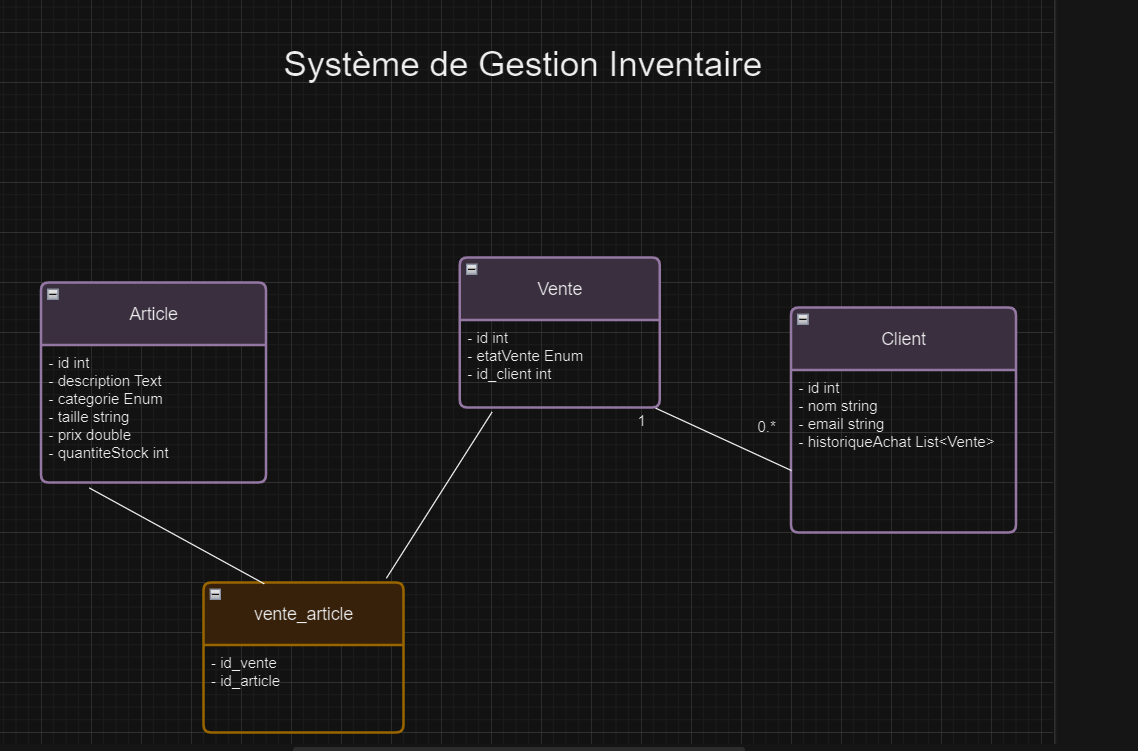 Système de Gestion Inventaire
Article
- id int
- description Text
- categorie Enum
- taille string
- prix double
- quantiteStock int
Vente
- id int
- etatVente Enum
- id_client int
1
0.*
Client
- id int
- nom string
- email string
- historiqueAchat List<Vente>
vente_article
- id_vente
- id_article